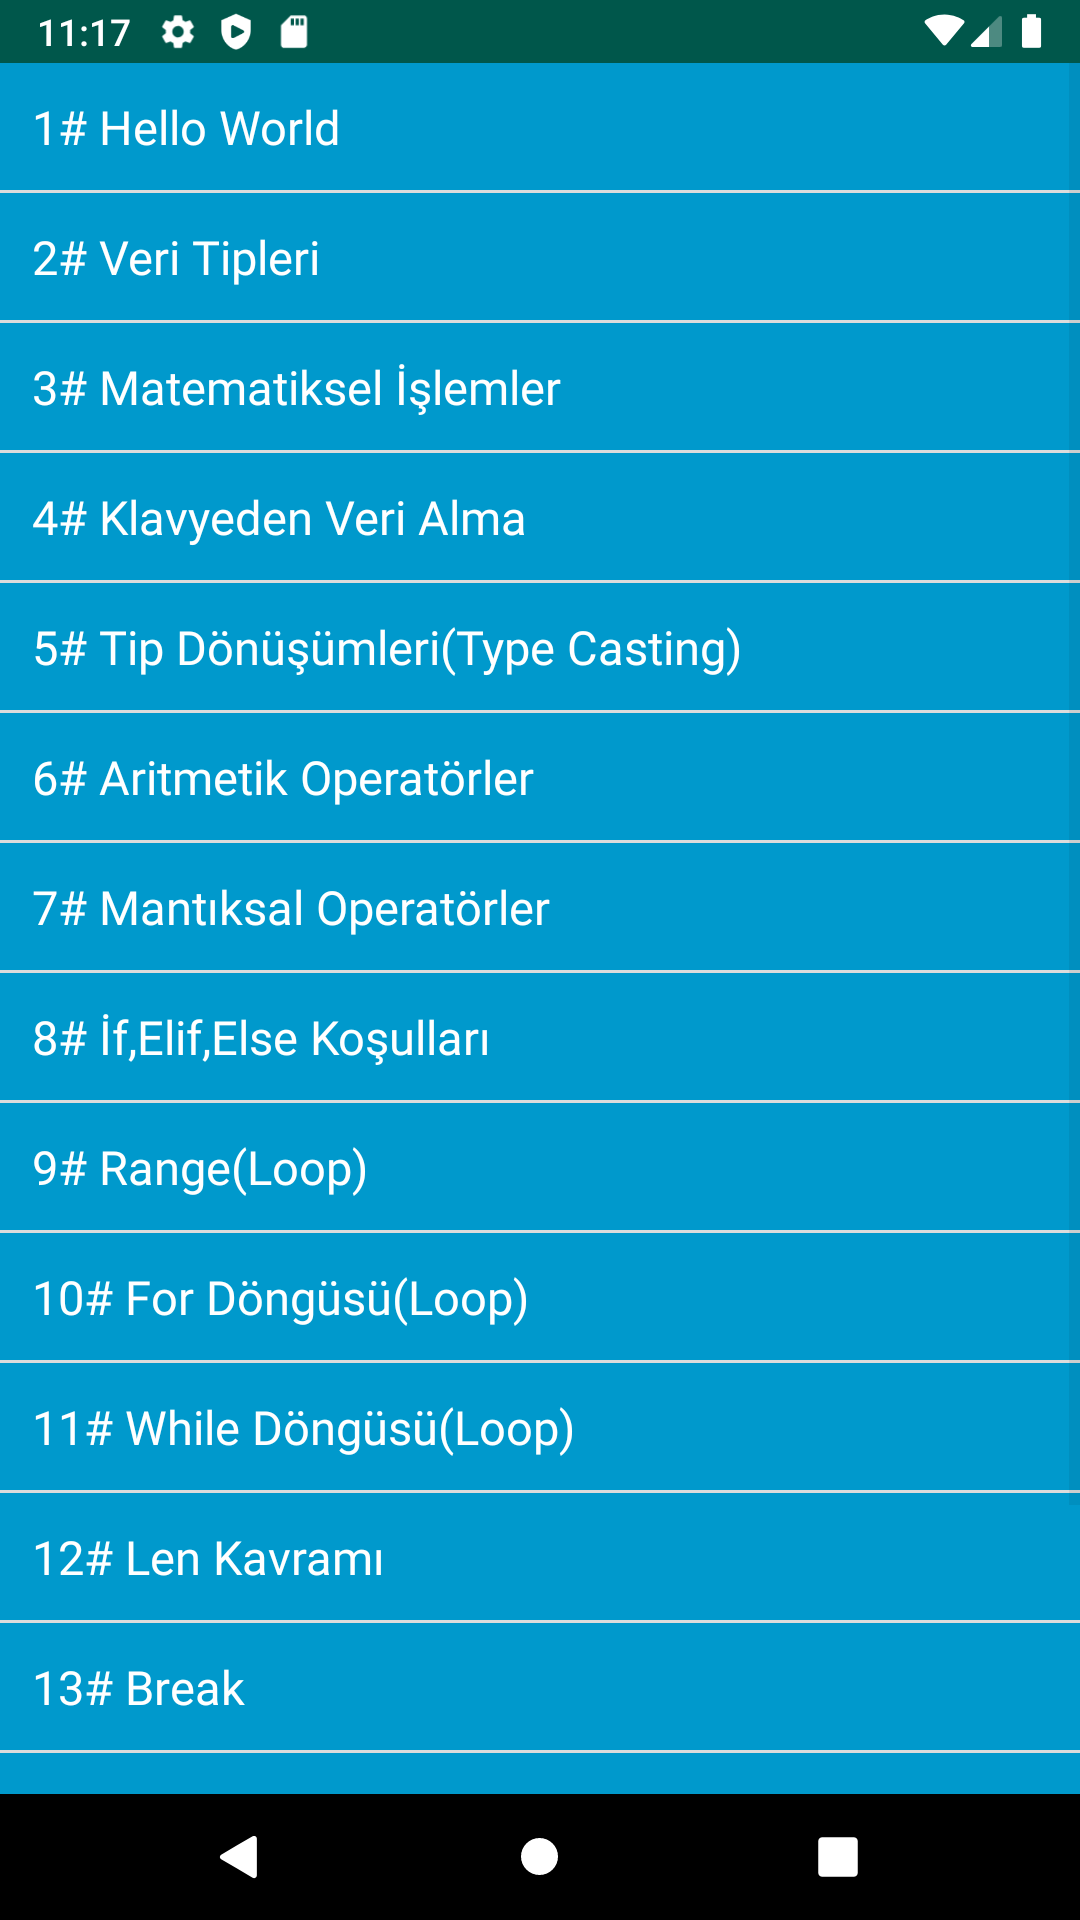 11:17
1# Hello World
2# Veri Tipleri
3# Matematiksel İşlemler
4# Klavyeden Veri Alma
5# Tip Dönüşümleri(Type Casting)
6# Aritmetik Operatörler
7# Mantıksal Operatörler
8# İf,Elif,Else Koşulları
9# Range(Loop)
10# For Döngüsü(Loop)
11# While Döngüsü(Loop)
12# Len Kavramı
13# Break